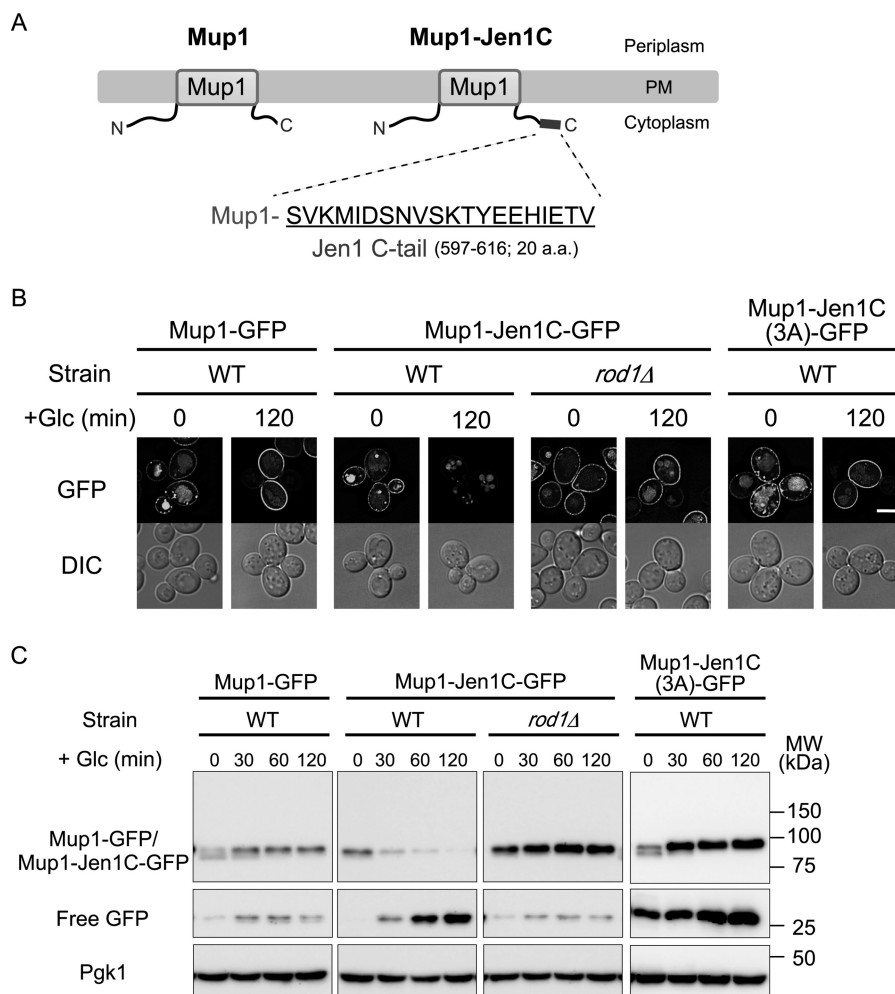 A
Mup1
Mup1-Jen1C
Periplasm
Mup1
Mup1
PM
N
C
N
C
Cytoplasm
Mup1- SVKMIDSNVSKTYEEHIETV
Jen1 C-tail (597-616; 20 a.a.)
B
Mup1-GFP
Mup1-Jen1C-GFP
Mup1-Jen1C
(3A)-GFP
Strain
WT
WT
rod1Δ
WT
+Glc (min)
0
120
0
120
0
120
0
120
GFP
DIC
C
Mup1-GFP
Mup1-Jen1C-GFP
Mup1-Jen1C
(3A)-GFP
Strain
WT
WT
rod1Δ
WT
+ Glc (min)
0 30 60 120
0 30 60 120
0 30 60 120
0 30 60 120
MW
(kDa)
Mup1-GFP/
Mup1-Jen1C-GFP
150
100
75
Free GFP
25
Pgk1
50